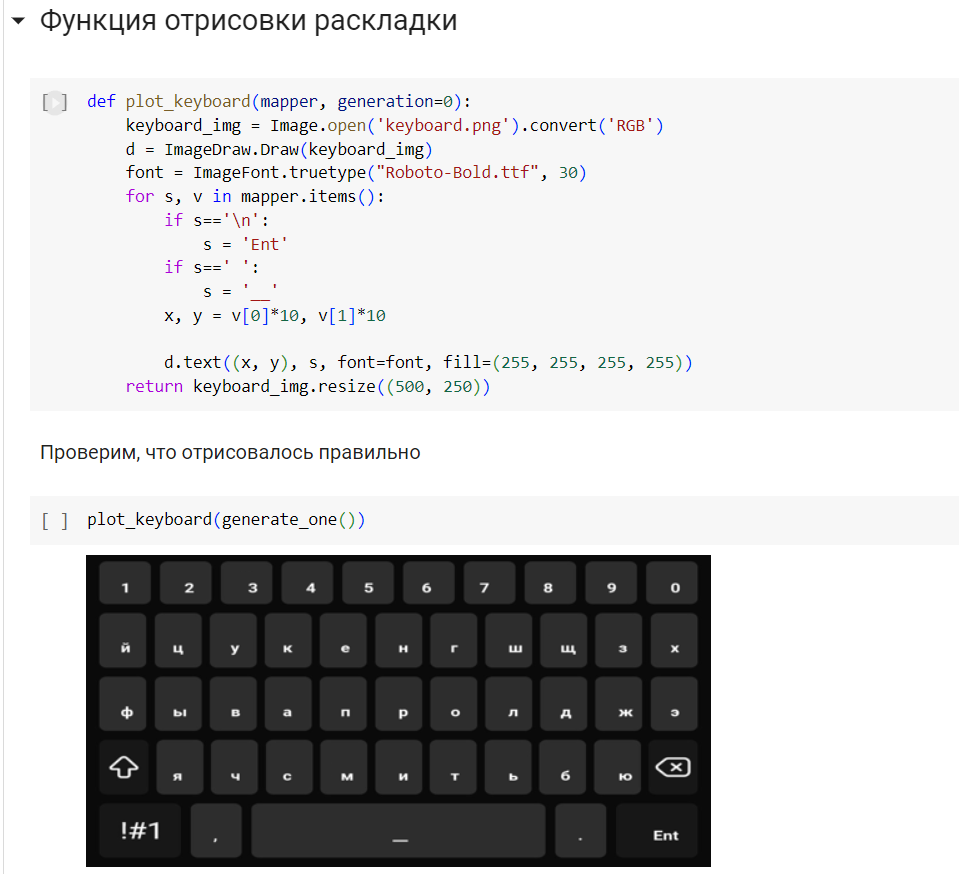 Функция отрисовки раскладки
[ ] def plot_keyboard(mapper, generation=0):
keyboard_img = Image.open('keyboard.png').convert('RGB')
d = ImageDraw.Draw(keyboard_img)
font = ImageFont.truetype("Roboto-Bold.ttf", 30)
for s, v in mapper.items():
if s=='\n':
s = 'Ent'
if s==' ':
s = '__'
x, y = v[0]*10, v[1]*10
d.text((x, y), s, font=font, fill=(255, 255, 255, 255))
return keyboard_img.resize((500, 250))
Проверим, что отрисовалось правильно
[ ] plot_keyboard(generate_one())
1 2 3 4 5 6 7 8 9 0
й ц у к е н г ш щ з х
ф ы в а п р о л д ж э
я ч с м и т ь б ю
!#1 , __ . Ent